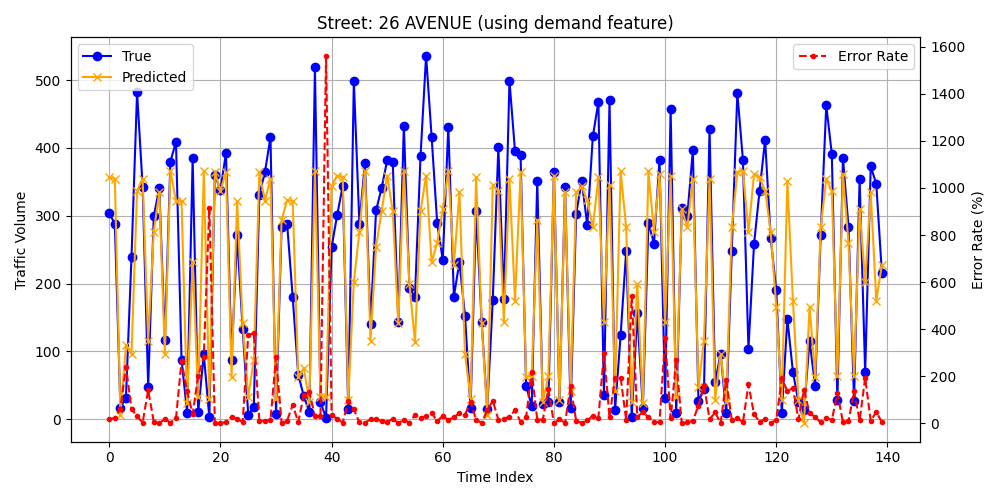 Street: 26 AVENUE (using demand feature)
True
Predicted
Error Rate
Traffic Volume
500
400
300
200
100
0
1600
1400
1200
1000
800
600
400
200
0
Error Rate (%)
0 20 40 60 80 100 120 140
Time Index